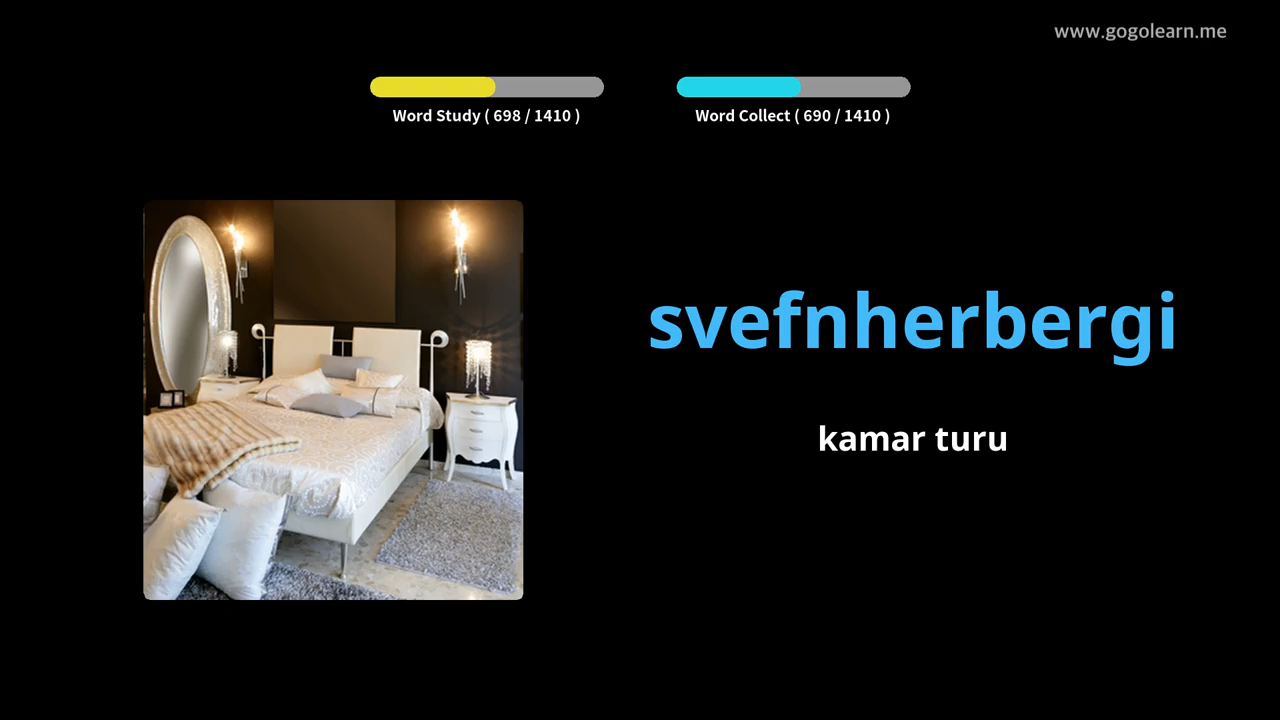 www.gogolearn.me
Word Study ( 698 / 1410 )
Word Collect ( 690 / 1410 )
svefnherbergi
kamar turu